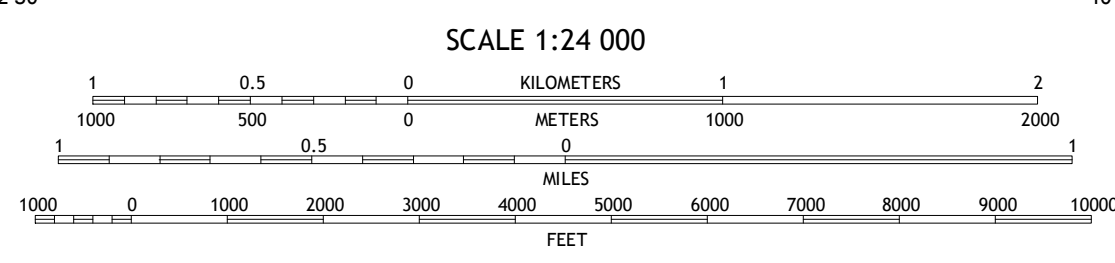 SCALE 1:24 000
1 0.5 0 KILOMETERS 1 2
1000 500 0 METERS 1000 2000
1 0.5 0 1
MILES
1000 0 1000 2000 3000 4000 5000 6000 7000 8000 9000 10000
FEET